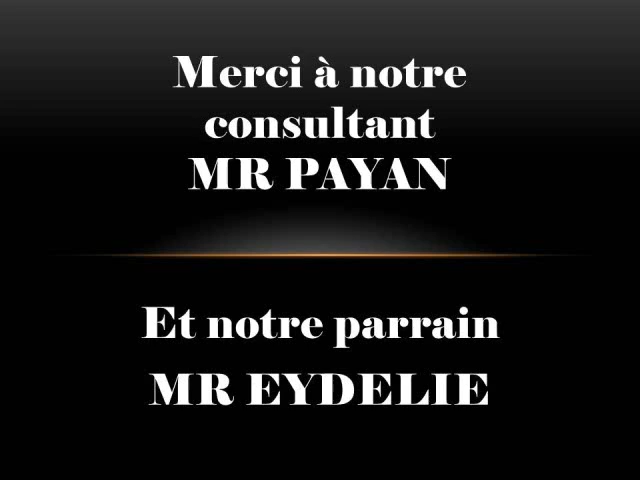 Merci à notre
consultant
MR PAYAN
Et notre parrain
MR EYDELIE